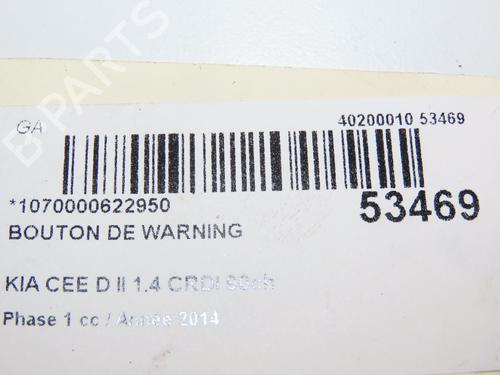 B PARTS
GA
40200010 53469
*1070000622950
53469
BOUTON DE WARNING
KIA CEE D II 1.4 CRDI 90ch
Phase 1 cc / Année 2014